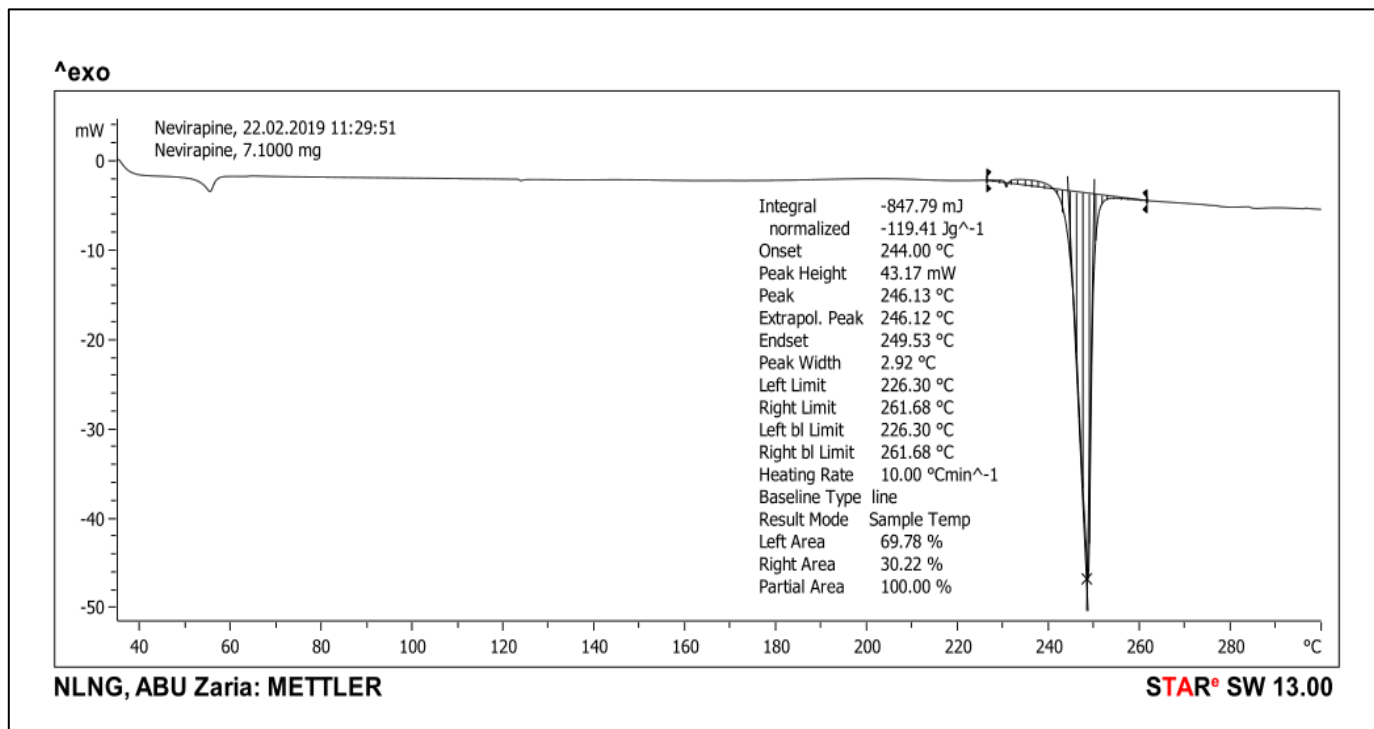 ^exo
mW
Nevirapine, 22.02.2019 11:29:51
Nevirapine, 7.1000 mg
0
-10
-20
-30
-40
-50
Integral -847.79 mJ
normalized -119.41 Jg^-1
Onset 244.00 °C
Peak Height 43.17 mW
Peak 246.13 °C
Extrapol. Peak 246.12 °C
Endset 249.53 °C
Peak Width 2.92 °C
Left Limit 226.30 °C
Right Limit 261.68 °C
Left bl Limit 226.30 °C
Right bl Limit 261.68 °C
Heating Rate 10.00 °Cmin^-1
Baseline Type line
Result Mode Sample Temp
Left Area 69.78 %
Right Area 30.22 %
Partial Area 100.00 %
40 60 80 100 120 140 160 180 200 220 240 260 280 °C
NLNG, ABU Zaria: METTLER
STARe SW 13.00